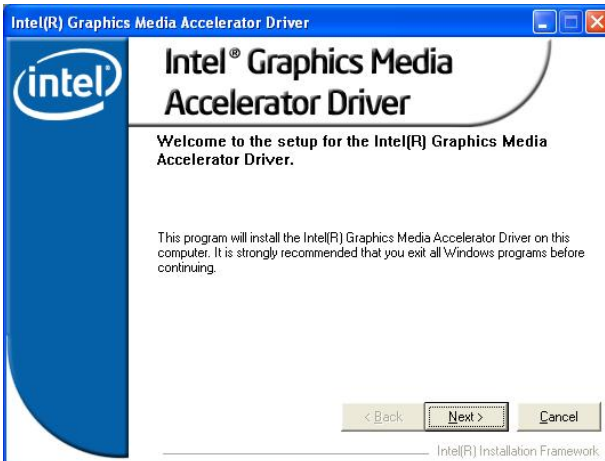 Intel(R) Graphics Media Accelerator Driver
intel
Intel® Graphics Media
Accelerator Driver
Welcome to the setup for the Intel(R) Graphics Media
Accelerator Driver.
This program will install the Intel(R) Graphics Media Accelerator Driver on this
computer. It is strongly recommended that you exit all Windows programs before
continuing.
< Back Next > Cancel
Intel(R) Installation Framework